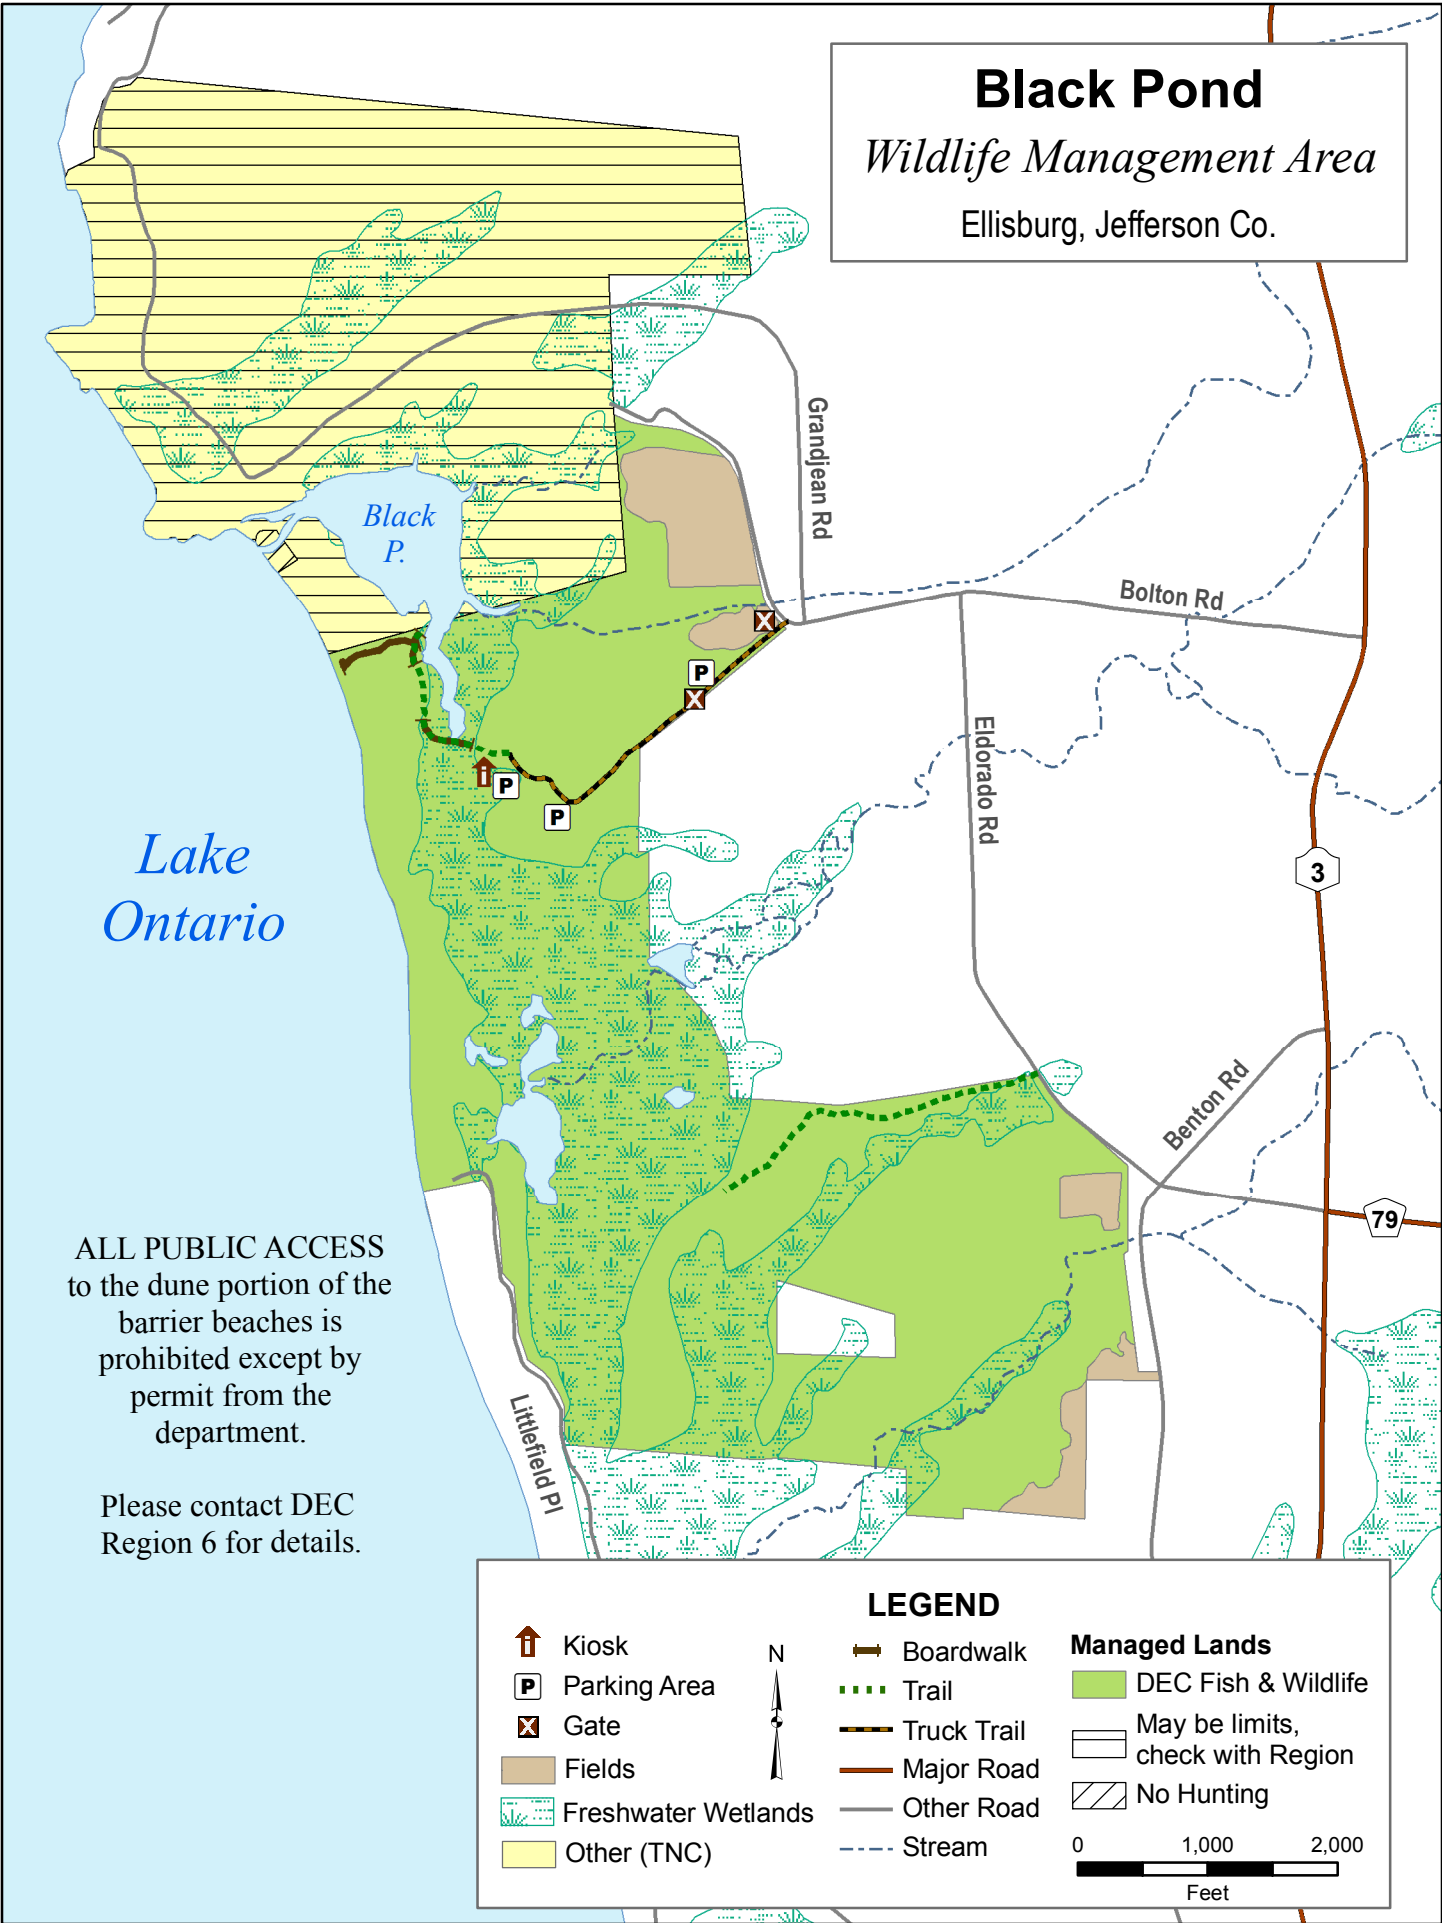 Black Pond
Wildlife Management Area
Ellisburg, Jefferson Co.
Black
P.
Grandjean Rd
Bolton Rd
X
P
X
Eldorado Rd
i
P
P
Lake
Ontario
3
Benton Rd
79
ALL PUBLIC ACCESS
to the dune portion of the
barrier beaches is
prohibited except by
permit from the
department.
Please contact DEC
Region 6 for details.
Littlefield Pl
LEGEND
i Kiosk
P Parking Area
X Gate
Fields
Freshwater Wetlands
Other (TNC)
N
Boardwalk
Trail
Truck Trail
Major Road
Other Road
Stream
Managed Lands
DEC Fish & Wildlife
May be limits,
check with Region
No Hunting
0 1,000 2,000
Feet